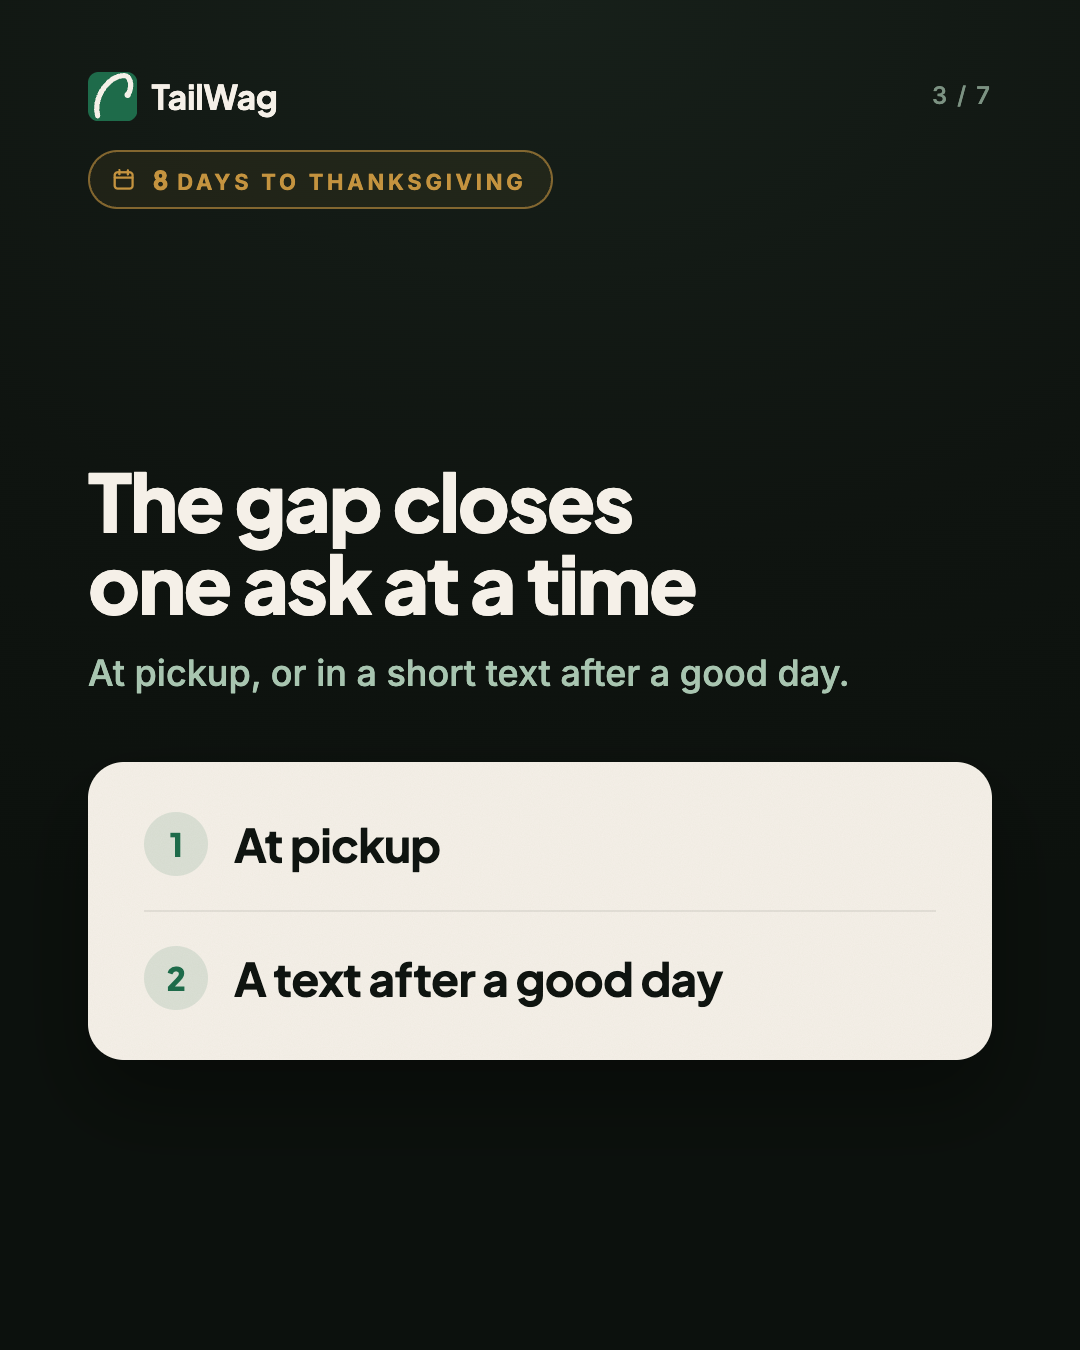 TailWag
3 / 7
8 DAYS TO THANKSGIVING
The gap closes
one ask at a time
At pickup, or in a short text after a good day.
1 At pickup
2 A text after a good day